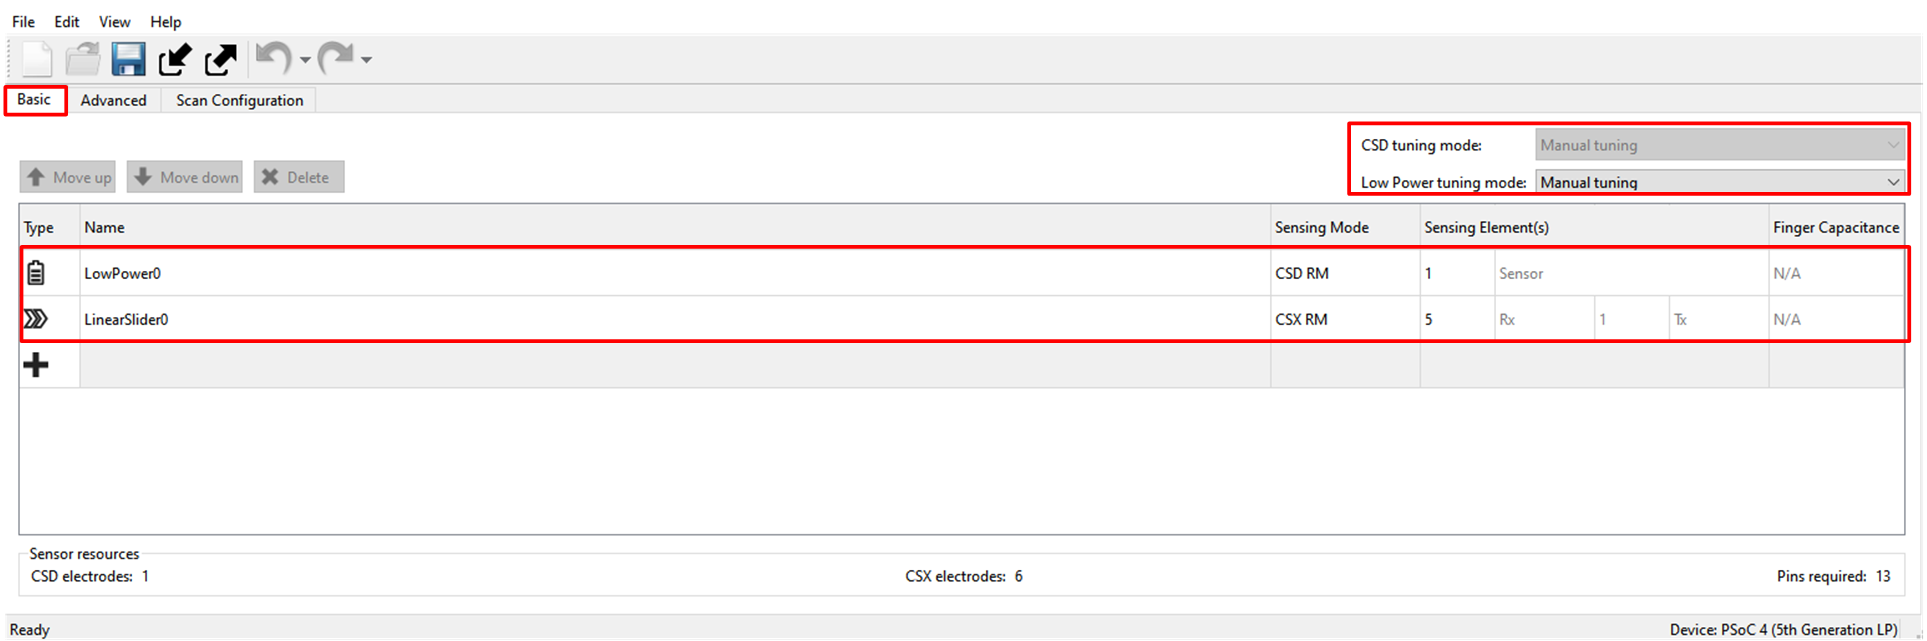 File Edit View Help
Basic Advanced Scan Configuration
CSD tuning mode: Manual tuning
Move up Move down Delete
Low Power tuning mode: Manual tuning
Type Name Sensing Mode Sensing Element(s) Finger Capacitance
LowPower0 CSD RM 1 Sensor N/A
LinearSlider0 CSX RM 5 Rx 1 Tx N/A
Sensor resources
CSD electrodes: 1 CSX electrodes: 6 Pins required: 13
Ready Device: PSoC 4 (5th Generation LP)